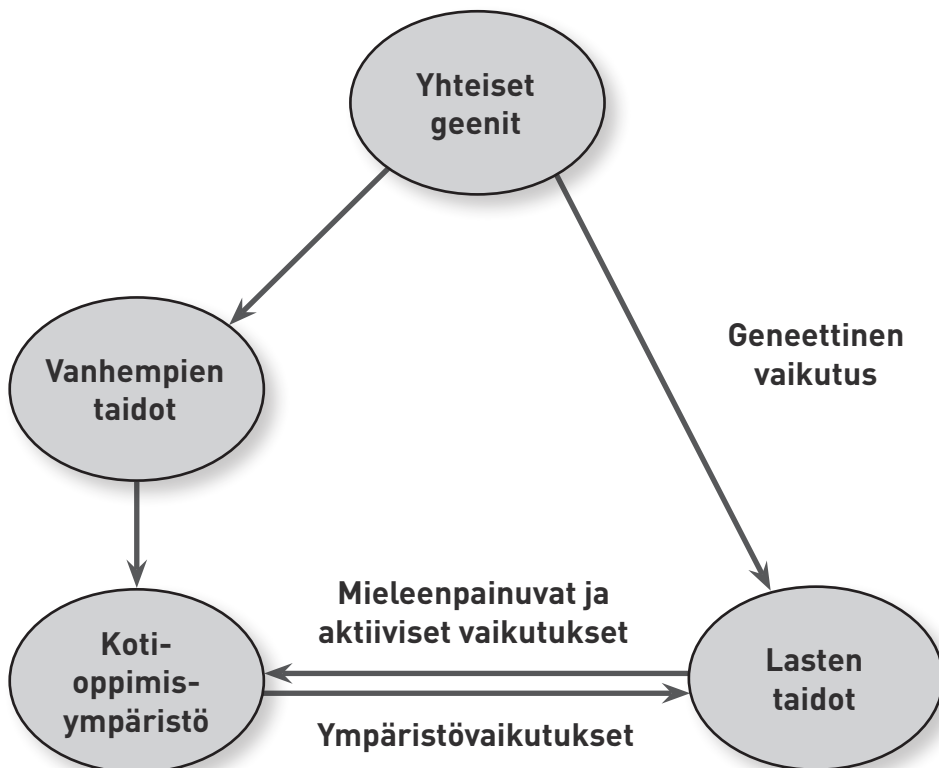 Yhteiset
geenit
Geneettinen
vaikutus
Vanhempien
taidot
Mieleenpainuvat ja
aktiiviset vaikutukset
Koti-
oppimis-
ympäristö
Lasten
taidot
Ympäristövaikutukset